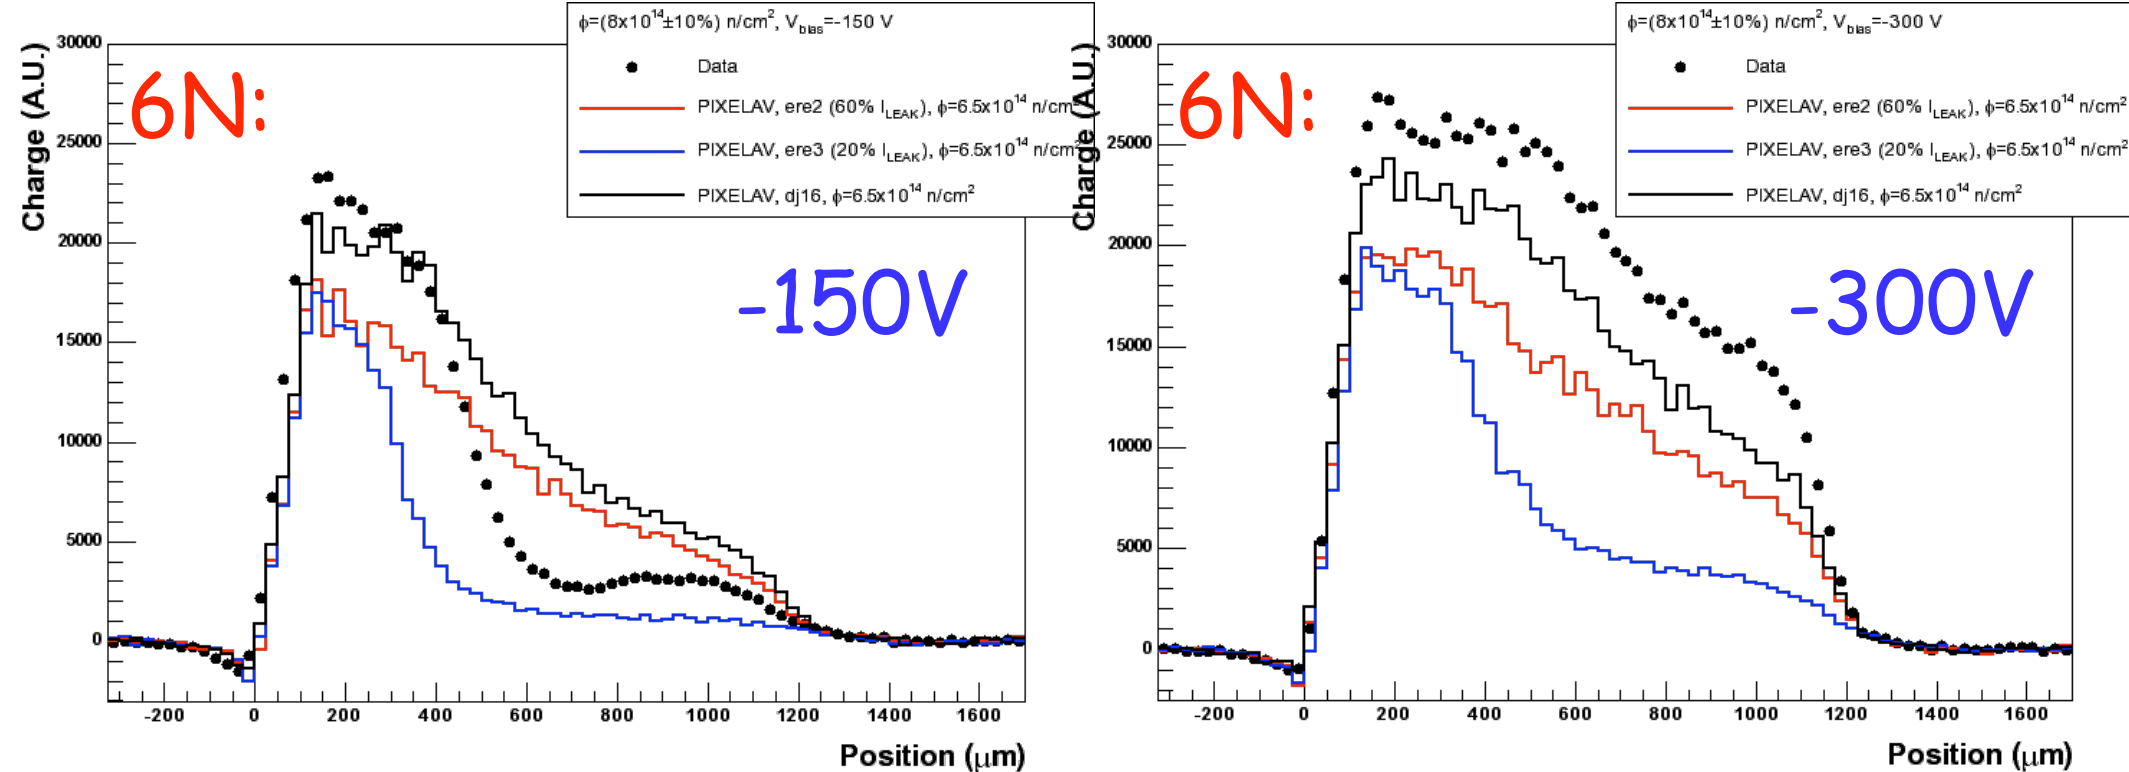 ϕ=(8x10¹⁴±10%) n/cm², V_bias=-150 V
Data
PIXELAV, ere2 (60% I_LEAK), ϕ=6.5x10¹⁴ n/cm²
PIXELAV, ere3 (20% I_LEAK), ϕ=6.5x10¹⁴ n/cm²
PIXELAV, dj16, ϕ=6.5x10¹⁴ n/cm²
6N:
-150V
Charge (A.U.)
30000
25000
20000
15000
10000
5000
0
-200 0 200 400 600 800 1000 1200 1400 1600
Position (μm)
ϕ=(8x10¹⁴±10%) n/cm², V_bias=-300 V
Data
PIXELAV, ere2 (60% I_LEAK), ϕ=6.5x10¹⁴ n/cm²
PIXELAV, ere3 (20% I_LEAK), ϕ=6.5x10¹⁴ n/cm²
PIXELAV, dj16, ϕ=6.5x10¹⁴ n/cm²
6N:
-300V
Charge (A.U.)
30000
25000
20000
15000
10000
5000
0
-200 0 200 400 600 800 1000 1200 1400 1600
Position (μm)